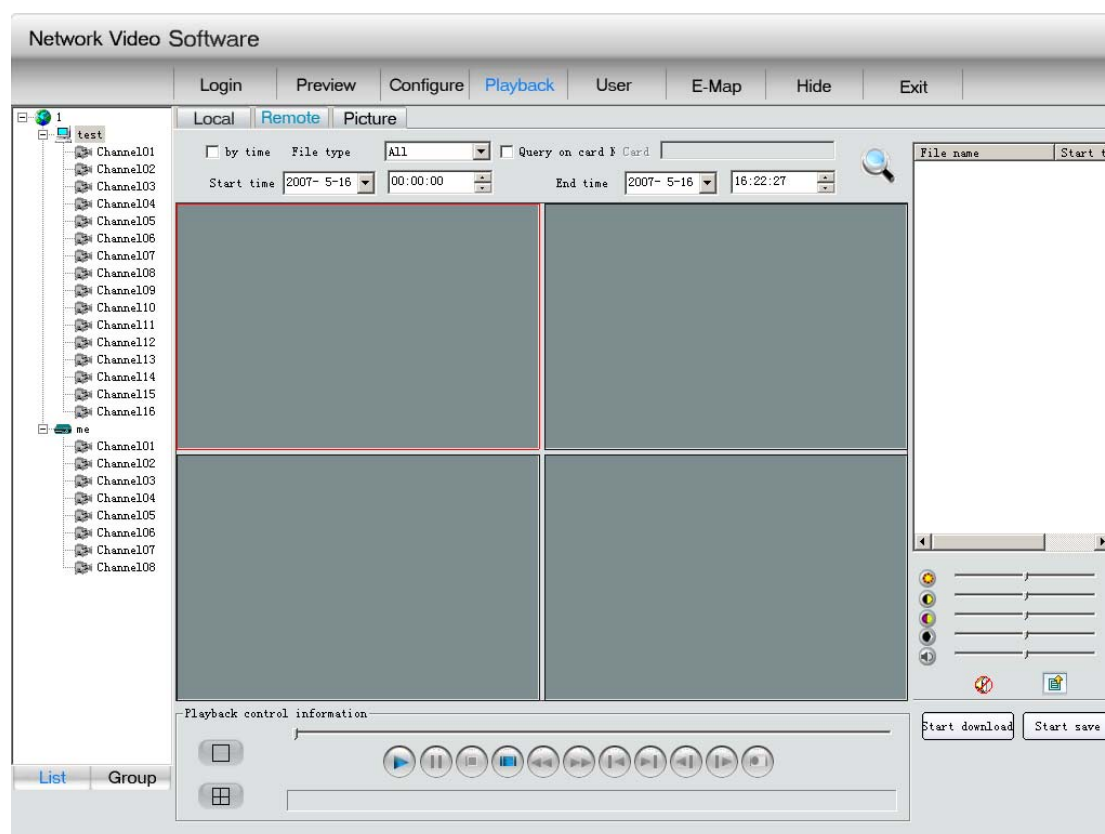 Network Video Software
Login Preview Configure Playback User E-Map Hide Exit
1
test
Channel01
Channel02
Channel03
Channel04
Channel05
Channel06
Channel07
Channel08
Channel09
Channel10
Channel11
Channel12
Channel13
Channel14
Channel15
Channel16
me
Channel01
Channel02
Channel03
Channel04
Channel05
Channel06
Channel07
Channel08
List Group
Local Remote Picture
by time File type All Query on card Card
Start time 2007- 5-16 00:00:00 End time 2007- 5-16 16:22:27
File name Start t
Playback control information
Start download Start save